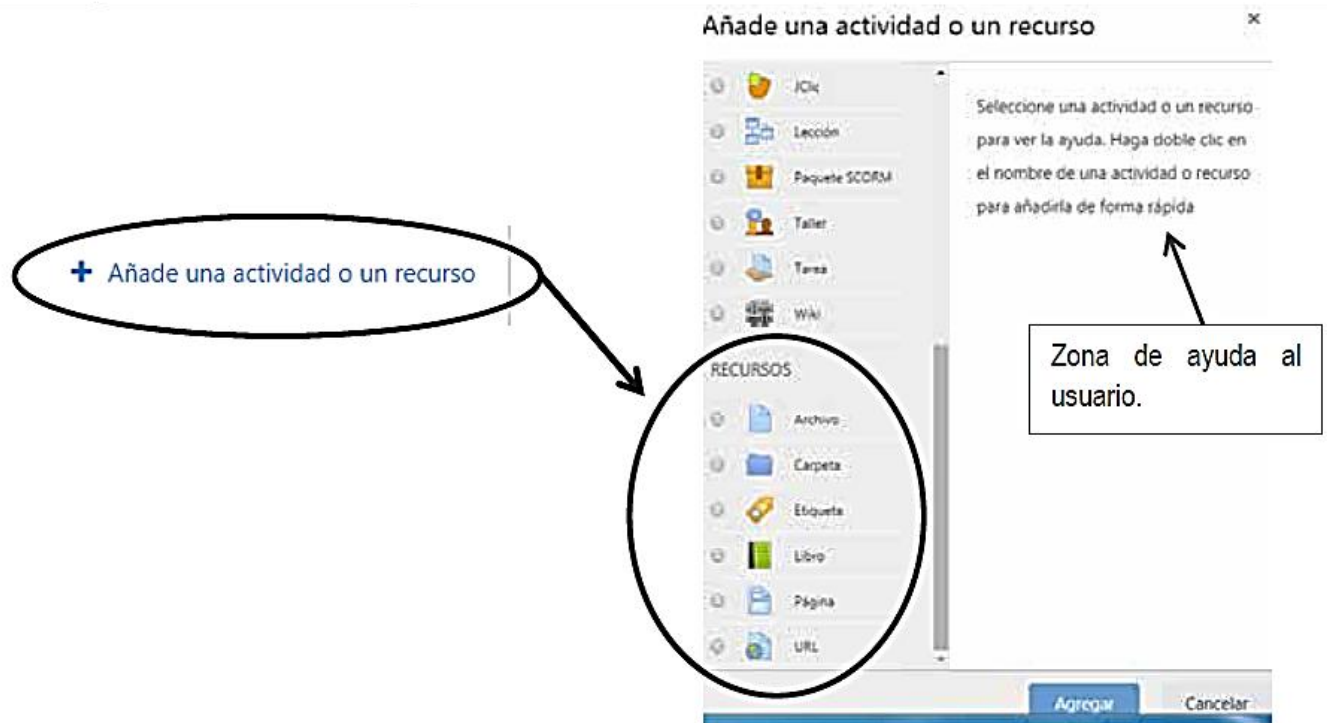 Añade una actividad o un recurso
×
JClic
Lección
Paquete SCORM
Taller
Tarea
Wiki
RECURSOS
Archivo
Carpeta
Etiqueta
Libro
Página
URL
Seleccione una actividad o un recurso
para ver la ayuda. Haga doble clic en
el nombre de una actividad o recurso
para añadirla de forma rápida
+ Añade una actividad o un recurso
Zona de ayuda al
usuario.
Agregar
Cancelar